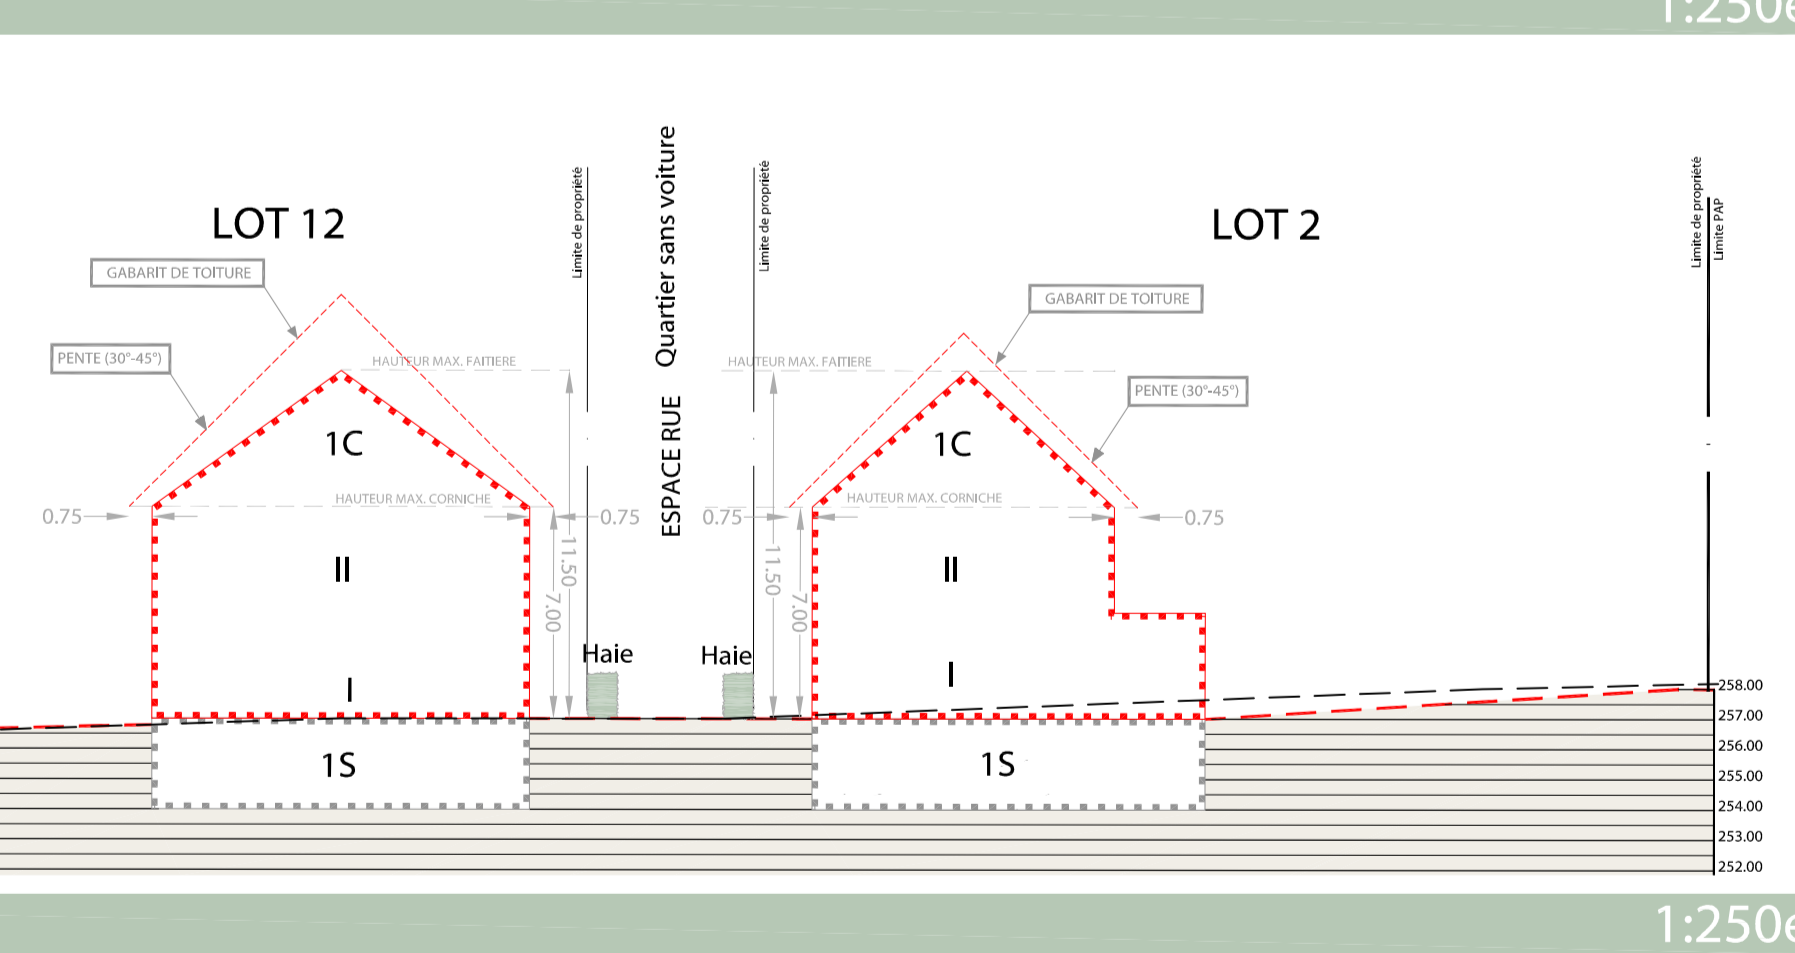 1:250e
LOT 12
GABARIT DE TOITURE
PENTE (30°-45°)
HAUTEUR MAX. FAITIERE
1C
HAUTEUR MAX. CORNICHE
0.75
0.75
II
I
1S
11.50
7.00
Limite de propriété
Haie
ESPACE RUE Quartier sans voiture
Haie
Limite de propriété
LOT 2
GABARIT DE TOITURE
HAUTEUR MAX. FAITIERE
PENTE (30°-45°)
1C
HAUTEUR MAX. CORNICHE
0.75
0.75
11.50
7.00
II
I
1S
Limite de propriété
Limite PAP
258.00
257.00
256.00
255.00
254.00
253.00
252.00
1:250e